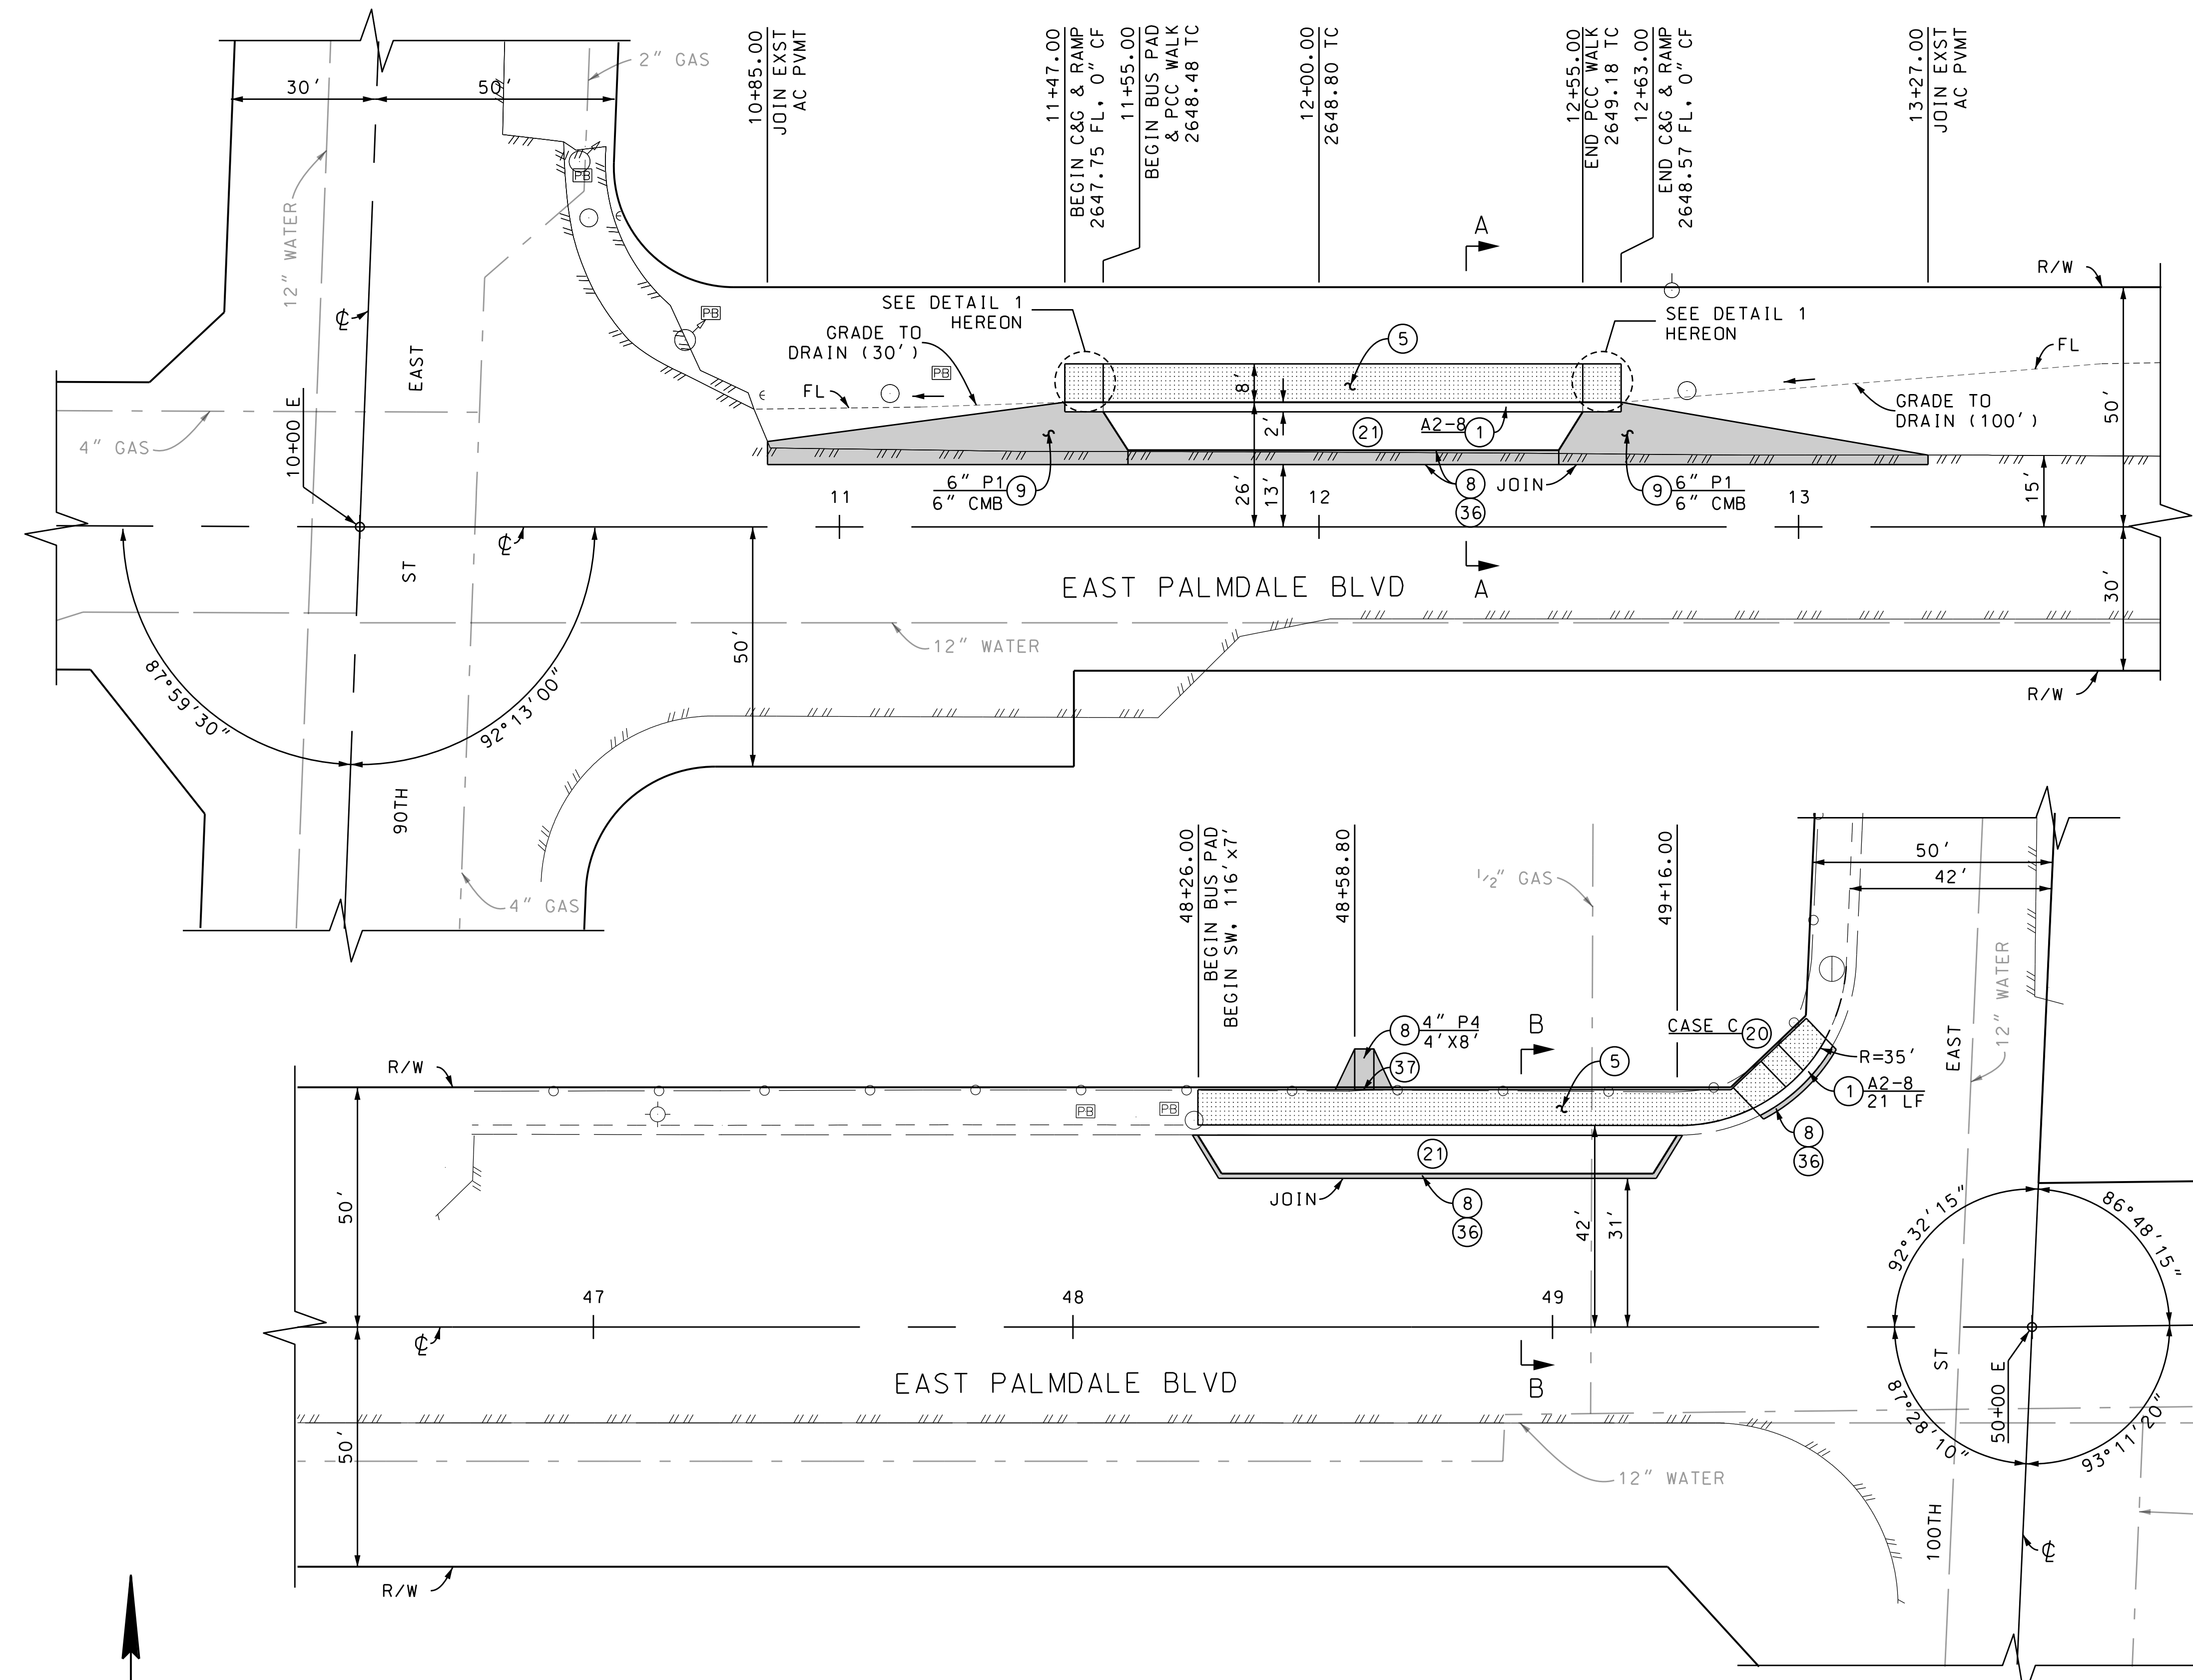 10+85.00
JOIN EXST
AC PVMT
11+47.00
BEGIN C&G & RAMP
2647.75 FL, 0" CF
11+55.00
BEGIN BUS PAD
& PCC WALK
2648.48 TC
12+00.00
2648.80 TC
12+55.00
END PCC WALK
2649.18 TC
12+63.00
END C&G & RAMP
2648.57 FL, 0" CF
13+27.00
JOIN EXST
AC PVMT
30'
50'
2" GAS
PB
12" WATER
℄
EAST
PB
PB
A
R/W
SEE DETAIL 1
HEREON
GRADE TO
DRAIN (30')
FL
SEE DETAIL 1
HEREON
5
FL
8'
2'
GRADE TO
DRAIN (100')
50'
4" GAS
10+00 E
21
A2-8
1
6" P1
6" CMB
9
26'
13'
8
36
JOIN
9
6" P1
6" CMB
15'
11
12
13
℄
ST
EAST PALMDALE BLVD
A
30'
50'
12" WATER
R/W
87°59'30"
92°13'00"
90TH
4" GAS
48+26.00
BEGIN BUS PAD
BEGIN SW, 116'x7'
48+58.80
49+16.00
1/2" GAS
50'
42'
12" WATER
EAST
8
4" P4
4'X8'
37
B
5
CASE C
20
R=35'
1
A2-8
21 LF
8
36
R/W
PB
PB
21
JOIN
8
36
50'
42'
31'
47
48
49
℄
EAST PALMDALE BLVD
B
50'
12" WATER
R/W
92°32'15"
86°48'15"
87°28'10"
93°11'20"
50+00 E
ST
100TH
℄